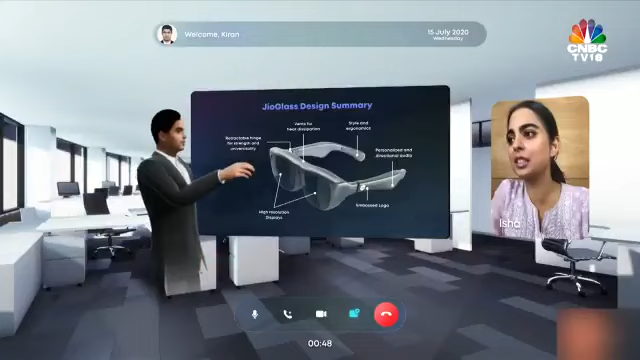 Welcome, Kiran
15 July 2020
Wednesday
CNBC
TV18
JioGlass Design Summary
Vents for
heat dissipation
Style and
ergonomics
Retractable hinge
for strength and
universality
Personalized and
directional audio
High resolution
Displays
Embossed Logo
Isha
00:48